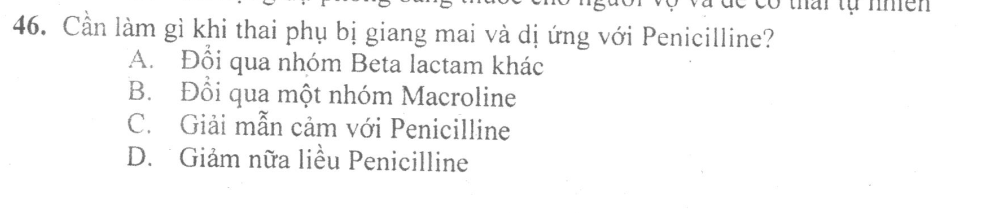 thuốc cho người vợ và để có thai tự nhiên
46. Cần làm gì khi thai phụ bị giang mai và dị ứng với Penicilline?
A. Đổi qua nhóm Beta lactam khác
B. Đổi qua một nhóm Macroline
C. Giải mẫn cảm với Penicilline
D. Giảm nữa liều Penicilline